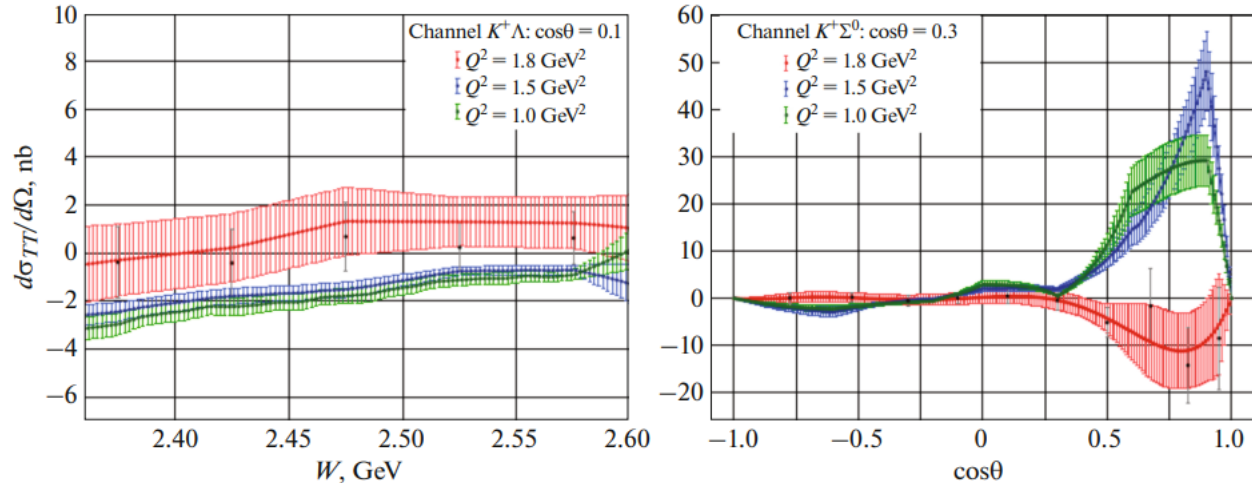 dσ_TT/dΩ, nb
10
8
6
4
2
0
−2
−4
−6
Channel K⁺Λ: cosθ = 0.1
Q² = 1.8 GeV²
Q² = 1.5 GeV²
Q² = 1.0 GeV²
2.40 2.45 2.50 2.55 2.60
W, GeV
60
50
40
30
20
10
0
−10
−20
Channel K⁺Σ⁰: cosθ = 0.3
Q² = 1.8 GeV²
Q² = 1.5 GeV²
Q² = 1.0 GeV²
−1.0 −0.5 0 0.5 1.0
cosθ